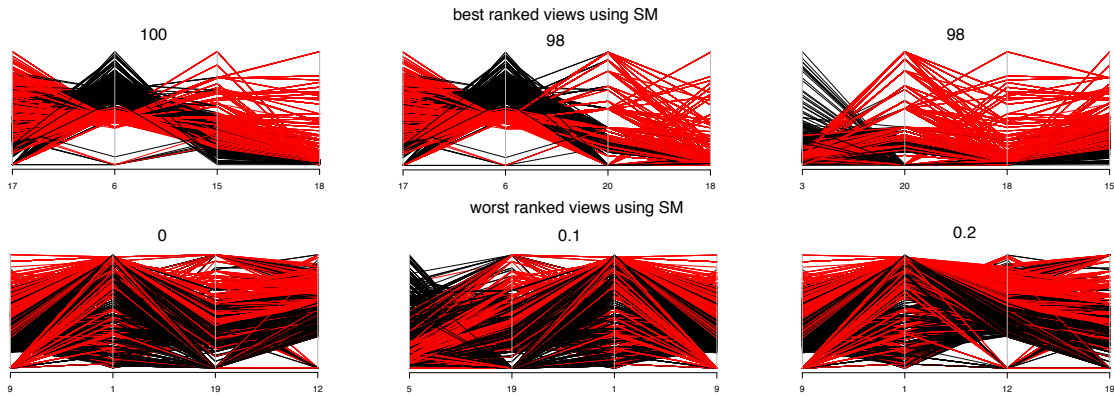 best ranked views using SM
100 98 98
17 6 15 18 17 6 20 18 3 20 18 15
worst ranked views using SM
0 0.1 0.2
9 1 19 12 5 19 1 9 9 1 12 19